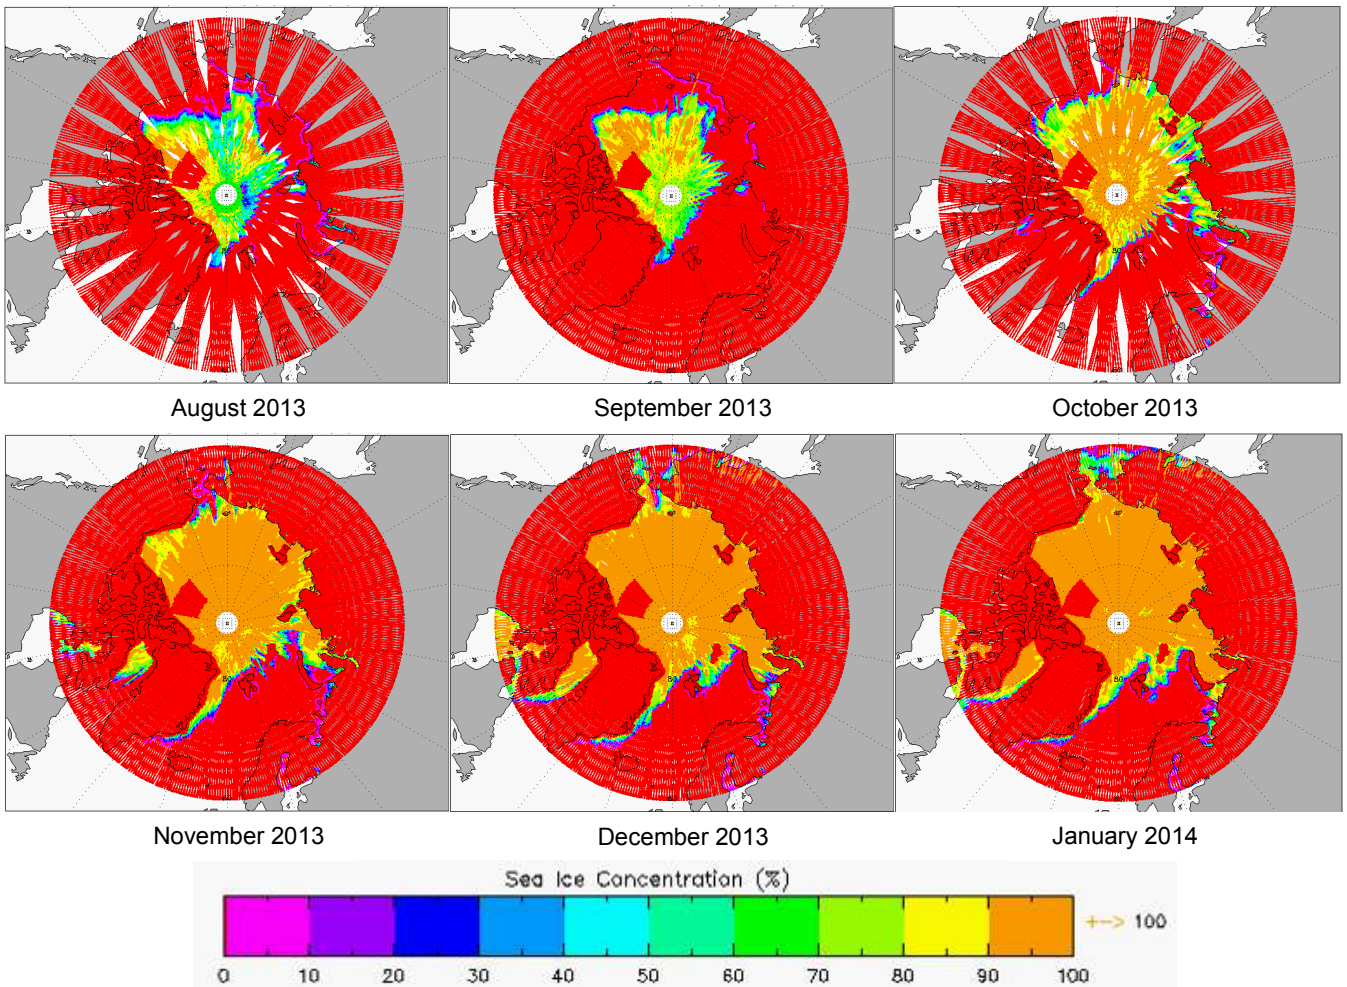 August 2013
September 2013
October 2013
November 2013
December 2013
January 2014
Sea Ice Concentration (%)
+--> 100
0 10 20 30 40 50 60 70 80 90 100